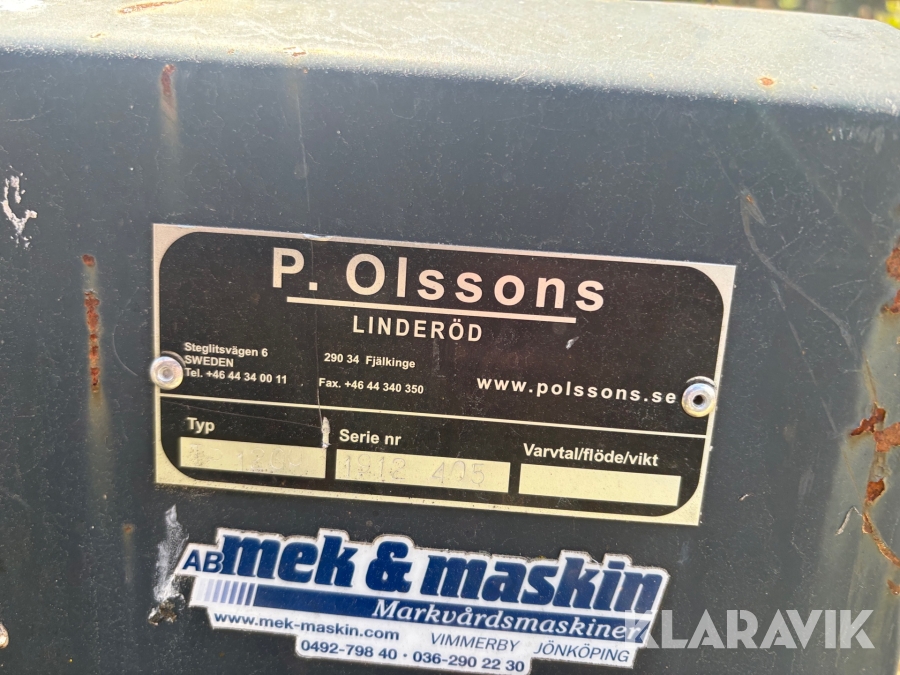 P. Olssons
LINDERÖD
Steglitsvägen 6
SWEDEN
290 34 Fjälkinge
Tel. +46 44 34 00 11
Fax. +46 44 340 350
www.polssons.se
Typ
Serie nr
Varvtal/flöde/vikt
1212 405
AB mek & maskin
Markvårdsmaskiner
www.mek-maskin.com
VIMMERBY JÖNKÖPING
0492-798 40 · 036-290 22 30
KLARAVIK